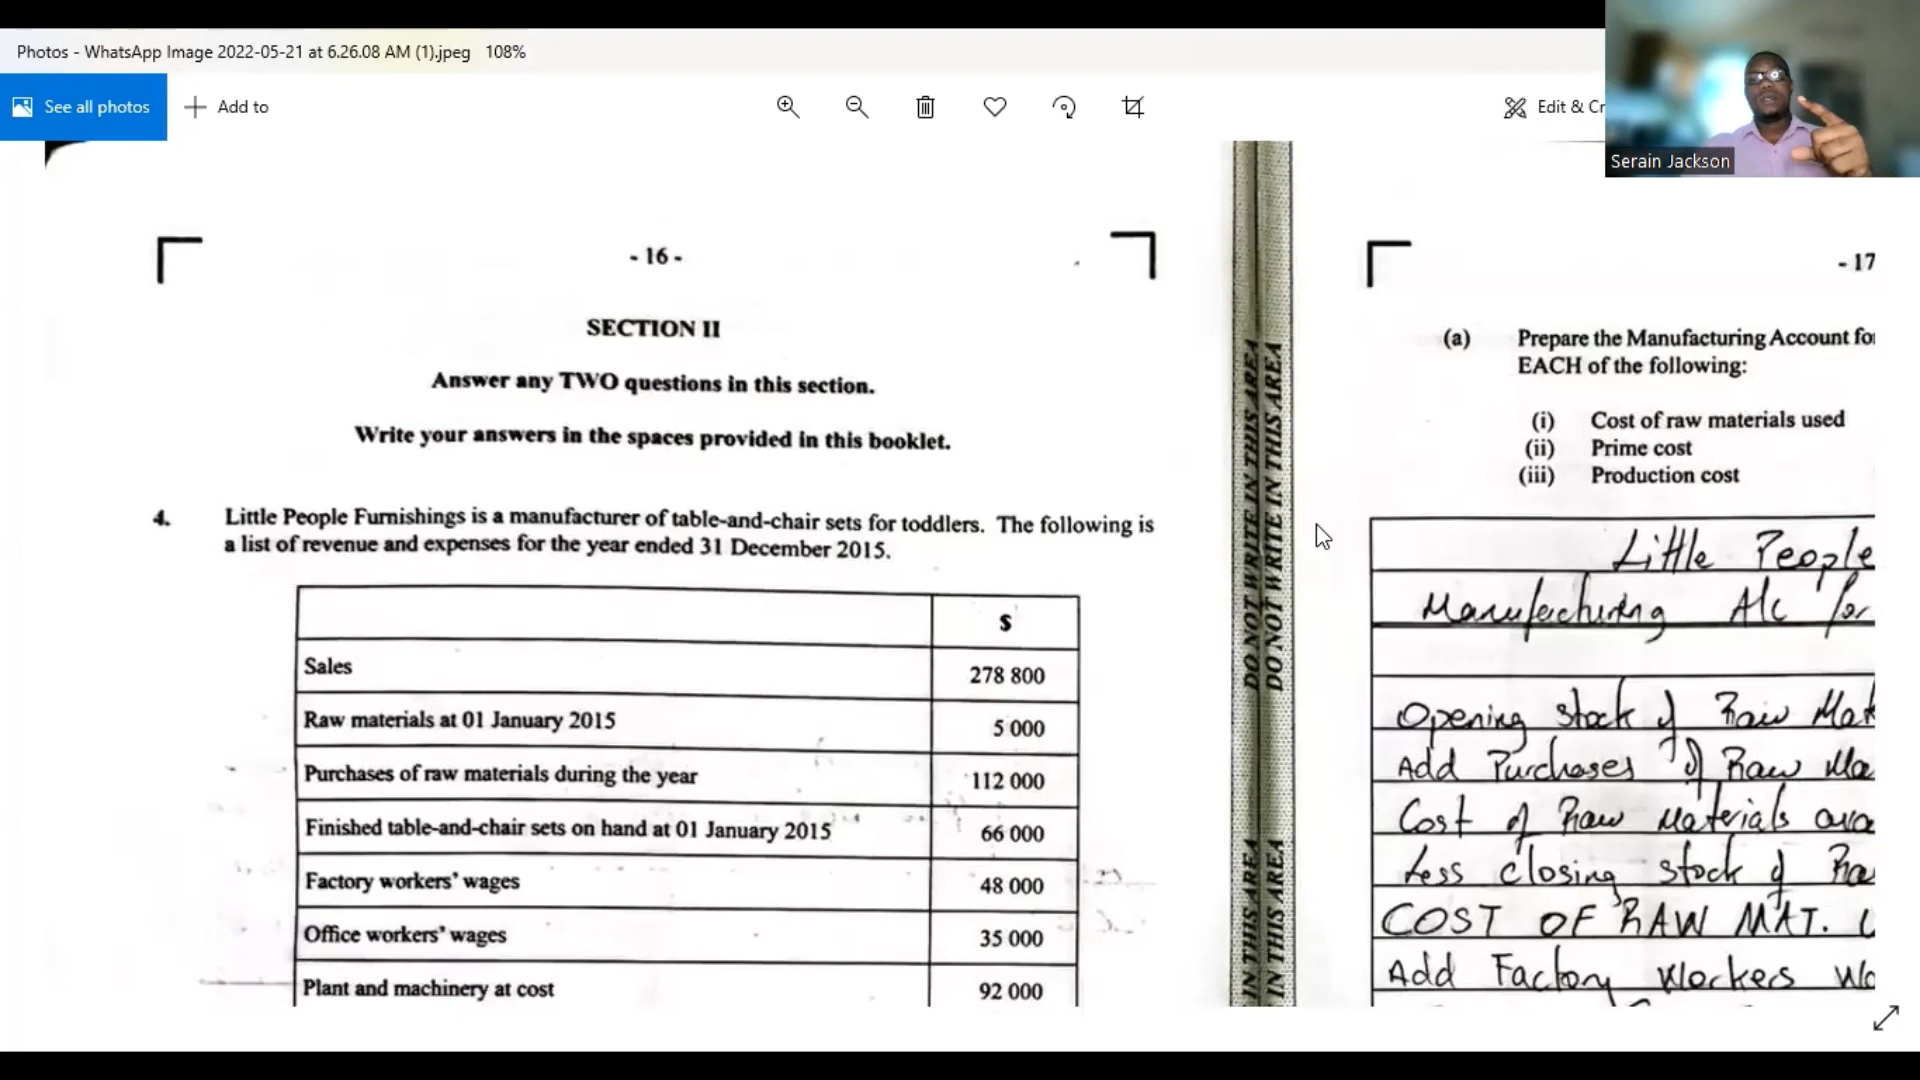 Photos - WhatsApp Image 2022-05-21 at 6.26.08 AM (1).jpeg 108%
See all photos
Add to
Edit & Cr
Serain Jackson
- 16 -
SECTION II
Answer any TWO questions in this section.
Write your answers in the spaces provided in this booklet.
4. Little People Furnishings is a manufacturer of table-and-chair sets for toddlers. The following is
a list of revenue and expenses for the year ended 31 December 2015.
$
Sales 278 800
Raw materials at 01 January 2015 5 000
Purchases of raw materials during the year 112 000
Finished table-and-chair sets on hand at 01 January 2015 66 000
Factory workers' wages 48 000
Office workers' wages 35 000
Plant and machinery at cost 92 000
DO NOT WRITE IN THIS AREA
DO NOT WRITE IN THIS AREA
IN THIS AREA
IN THIS AREA
- 17
(a) Prepare the Manufacturing Account for
EACH of the following:
(i) Cost of raw materials used
(ii) Prime cost
(iii) Production cost
Little People
Manufacturing A/c for
Opening stock of Raw Mat
Add Purchases of Raw Ma
Cost of Raw Materials ava
Less closing stock of Ra
COST OF RAW MAT. U
Add Factory Workers Wa